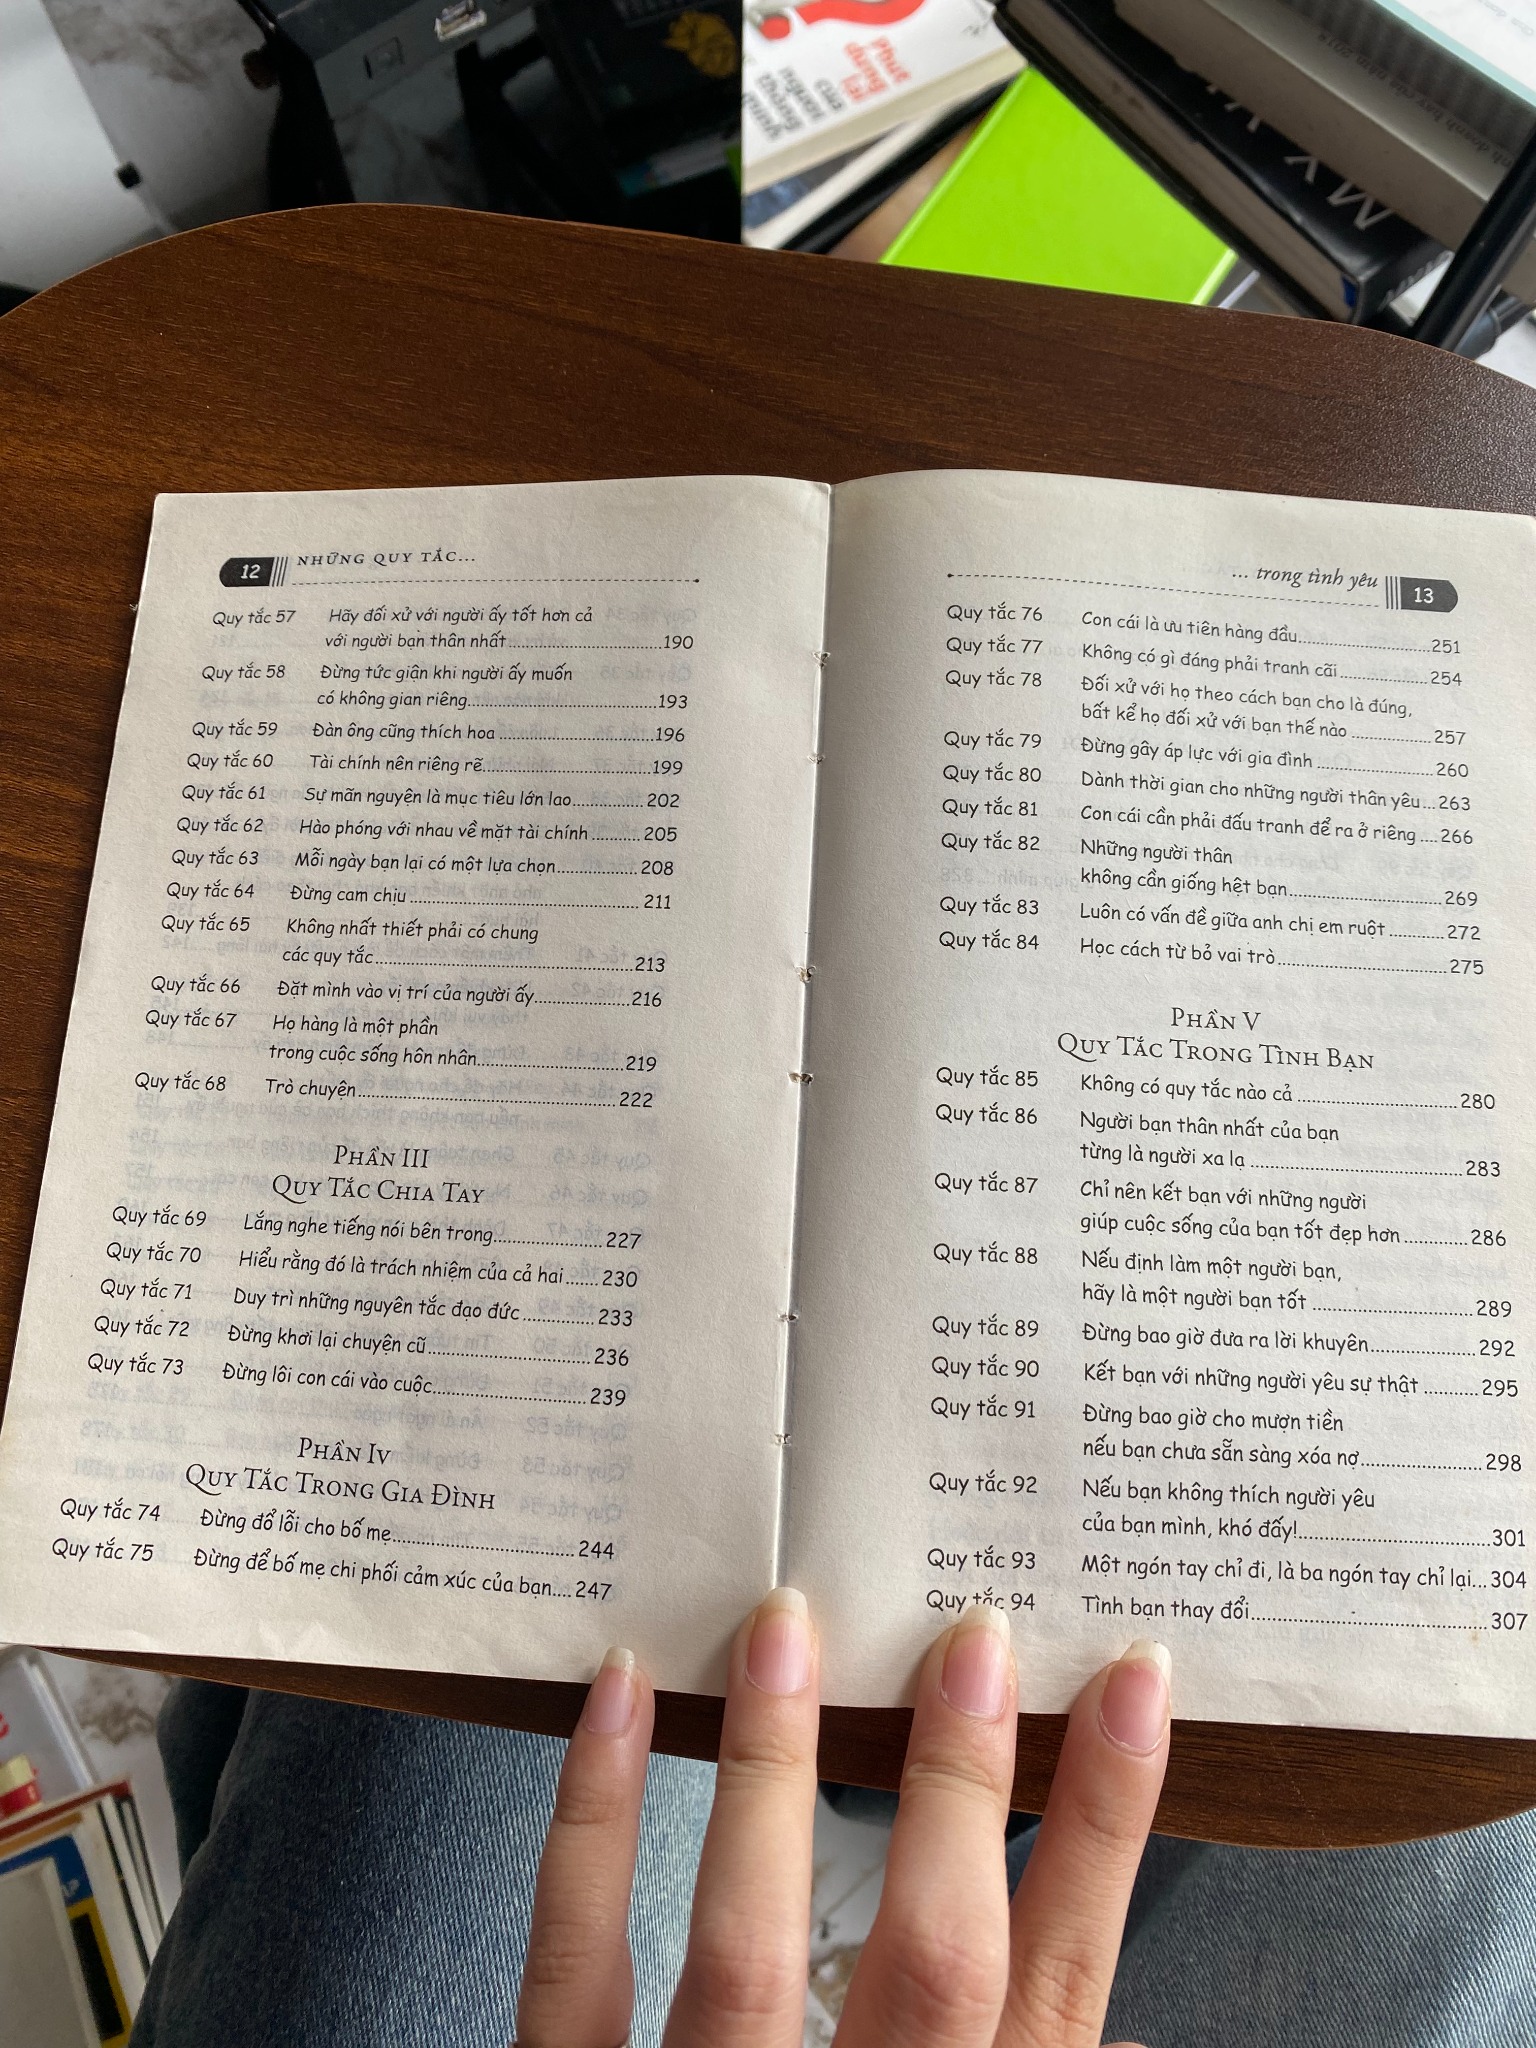 Phút
dừng lại
của
người
thông
MY
12 NHỮNG QUY TẮC...
Quy tắc 57 Hãy đối xử với người ấy tốt hơn cả
với người bạn thân nhất....................190
Quy tắc 58 Đừng tức giận khi người ấy muốn
có không gian riêng....................193
Quy tắc 59 Đàn ông cũng thích hoa....................196
Quy tắc 60 Tài chính nên riêng rẽ....................199
Quy tắc 61 Sự mãn nguyện là mục tiêu lớn lao............202
Quy tắc 62 Hào phóng với nhau về mặt tài chính............205
Quy tắc 63 Mỗi ngày bạn lại có một lựa chọn............208
Quy tắc 64 Đừng cam chịu....................211
Quy tắc 65 Không nhất thiết phải có chung
các quy tắc....................213
Quy tắc 66 Đặt mình vào vị trí của người ấy............216
Quy tắc 67 Họ hàng là một phần
trong cuộc sống hôn nhân....................219
Quy tắc 68 Trò chuyện....................222
PHẦN III
QUY TẮC CHIA TAY
Quy tắc 69 Lắng nghe tiếng nói bên trong............227
Quy tắc 70 Hiểu rằng đó là trách nhiệm của cả hai.......230
Quy tắc 71 Duy trì những nguyên tắc đạo đức............233
Quy tắc 72 Đừng khơi lại chuyện cũ....................236
Quy tắc 73 Đừng lôi con cái vào cuộc....................239
PHẦN IV
QUY TẮC TRONG GIA ĐÌNH
Quy tắc 74 Đừng đổ lỗi cho bố mẹ....................244
Quy tắc 75 Đừng để bố mẹ chi phối cảm xúc của bạn....247
... trong tình yêu 13
Quy tắc 76 Con cái là ưu tiên hàng đầu....................251
Quy tắc 77 Không có gì đáng phải tranh cãi............254
Quy tắc 78 Đối xử với họ theo cách bạn cho là đúng,
bất kể họ đối xử với bạn thế nào............257
Quy tắc 79 Đừng gây áp lực với gia đình............260
Quy tắc 80 Dành thời gian cho những người thân yêu...263
Quy tắc 81 Con cái cần phải đấu tranh để ra ở riêng....266
Quy tắc 82 Những người thân
không cần giống hệt bạn....................269
Quy tắc 83 Luôn có vấn đề giữa anh chị em ruột............272
Quy tắc 84 Học cách từ bỏ vai trò....................275
PHẦN V
QUY TẮC TRONG TÌNH BẠN
Quy tắc 85 Không có quy tắc nào cả....................280
Quy tắc 86 Người bạn thân nhất của bạn
từng là người xa lạ....................283
Quy tắc 87 Chỉ nên kết bạn với những người
giúp cuộc sống của bạn tốt đẹp hơn............286
Quy tắc 88 Nếu định làm một người bạn,
hãy là một người bạn tốt....................289
Quy tắc 89 Đừng bao giờ đưa ra lời khuyên............292
Quy tắc 90 Kết bạn với những người yêu sự thật..........295
Quy tắc 91 Đừng bao giờ cho mượn tiền
nếu bạn chưa sẵn sàng xóa nợ............298
Quy tắc 92 Nếu bạn không thích người yêu
của bạn mình, khó đấy!....................301
Quy tắc 93 Một ngón tay chỉ đi, là ba ngón tay chỉ lại...304
Quy tắc 94 Tình bạn thay đổi....................307